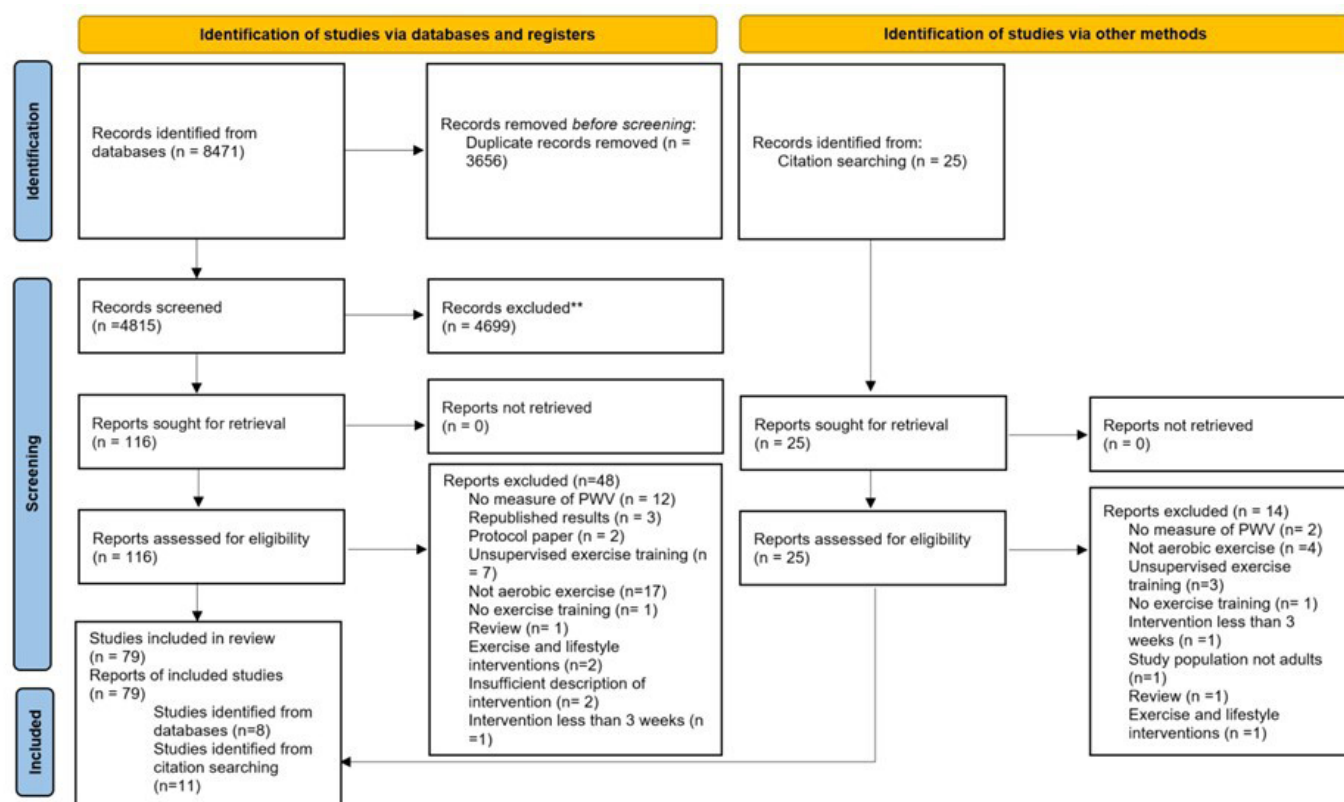 Identification of studies via databases and registers
Identification of studies via other methods
Identification
Records identified from
databases (n = 8471)
Records removed before screening:
Duplicate records removed (n =
3656)
Records identified from:
Citation searching (n = 25)
Screening
Records screened
(n =4815)
Records excluded**
(n = 4699)
Reports sought for retrieval
(n = 116)
Reports not retrieved
(n = 0)
Reports sought for retrieval
(n = 25)
Reports not retrieved
(n = 0)
Reports assessed for eligibility
(n = 116)
Reports excluded (n=48)
No measure of PWV (n = 12)
Republished results (n = 3)
Protocol paper (n = 2)
Unsupervised exercise training (n
= 7)
Not aerobic exercise (n=17)
No exercise training (n= 1)
Review (n= 1)
Exercise and lifestyle
interventions (n=2)
Insufficient description of
intervention (n= 2)
Intervention less than 3 weeks (n
=1)
Reports assessed for eligibility
(n = 25)
Reports excluded (n = 14)
No measure of PWV (n= 2)
Not aerobic exercise (n=4)
Unsupervised exercise
training (n=3)
No exercise training (n= 1)
Intervention less than 3
weeks (n =1)
Study population not adults
(n=1)
Review (n =1)
Exercise and lifestyle
interventions (n =1)
Included
Studies included in review
(n = 79)
Reports of included studies
(n = 79)
Studies identified from
databases (n=8)
Studies identified from
citation searching
(n=11)